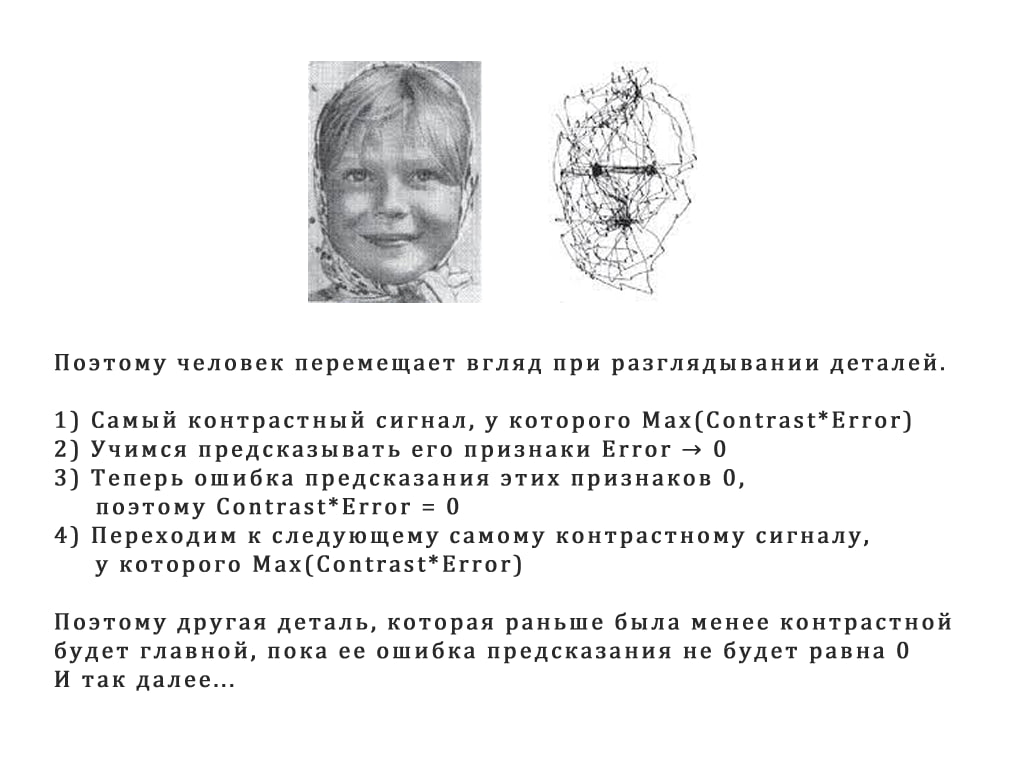 Поэтому человек перемещает вгляд при разглядывании деталей.
1) Самый контрастный сигнал, у которого Max(Contrast*Error)
2) Учимся предсказывать его признаки Error → 0
3) Теперь ошибка предсказания этих признаков 0,
поэтому Contrast*Error = 0
4) Переходим к следующему самому контрастному сигналу,
у которого Max(Contrast*Error)
Поэтому другая деталь, которая раньше была менее контрастной
будет главной, пока ее ошибка предсказания не будет равна 0
И так далее...